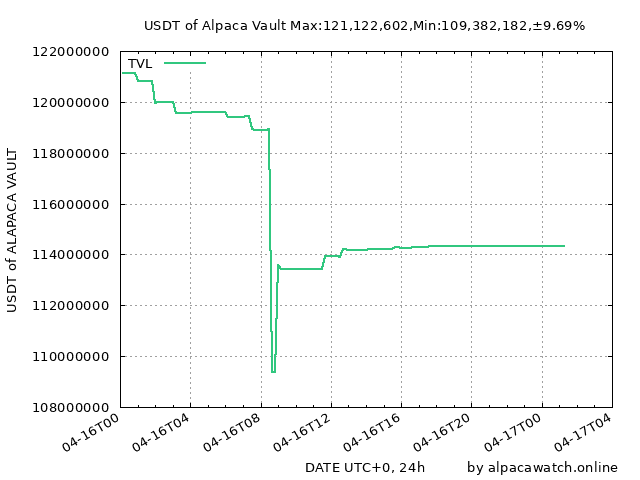 USDT of Alpaca Vault Max:121,122,602,Min:109,382,182,±9.69%
122000000
TVL
120000000
118000000
116000000
114000000
112000000
110000000
108000000
USDT of ALAPACA VAULT
04-16T00
04-16T04
04-16T08
04-16T12
04-16T16
04-16T20
04-17T00
04-17T04
DATE UTC+0, 24h
by alpacawatch.online